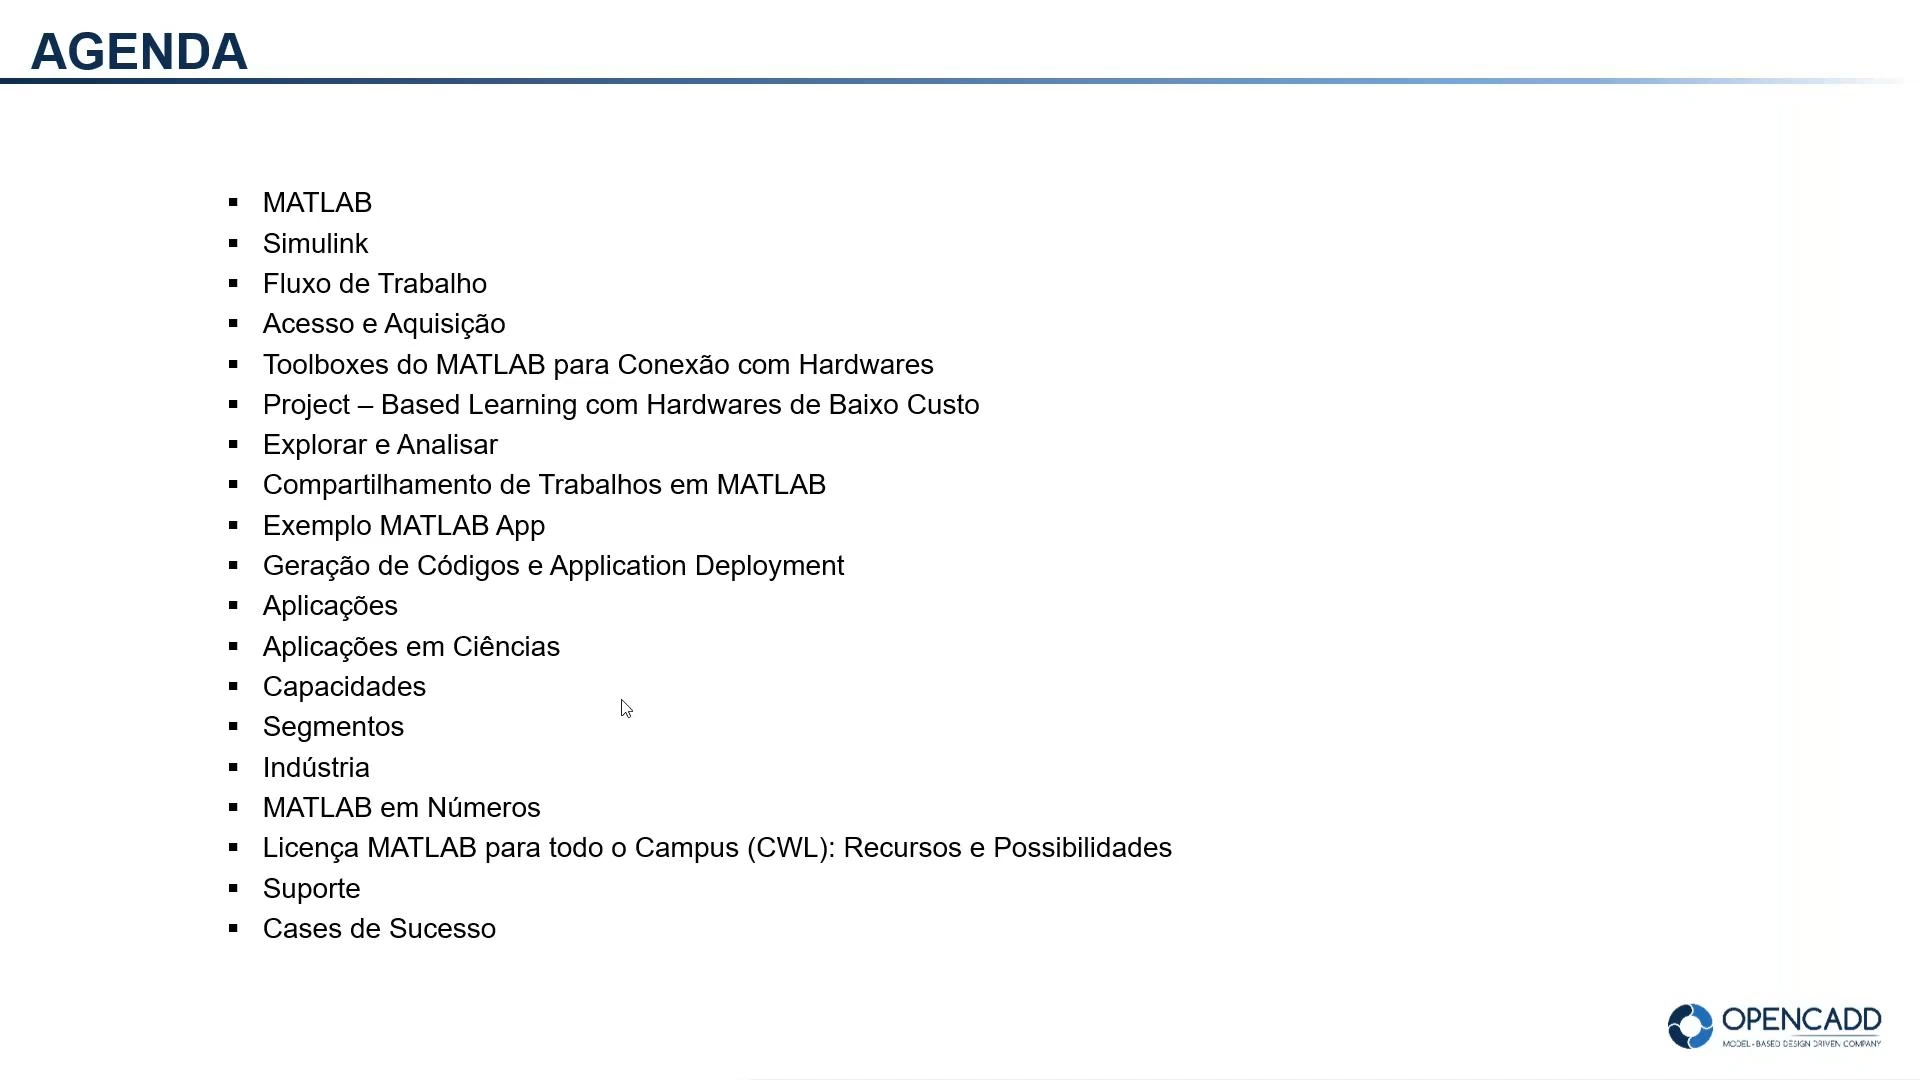 AGENDA
▪ MATLAB
▪ Simulink
▪ Fluxo de Trabalho
▪ Acesso e Aquisição
▪ Toolboxes do MATLAB para Conexão com Hardwares
▪ Project – Based Learning com Hardwares de Baixo Custo
▪ Explorar e Analisar
▪ Compartilhamento de Trabalhos em MATLAB
▪ Exemplo MATLAB App
▪ Geração de Códigos e Application Deployment
▪ Aplicações
▪ Aplicações em Ciências
▪ Capacidades
▪ Segmentos
▪ Indústria
▪ MATLAB em Números
▪ Licença MATLAB para todo o Campus (CWL): Recursos e Possibilidades
▪ Suporte
▪ Cases de Sucesso
OPENCADD
MODEL-BASED DESIGN DRIVEN COMPANY